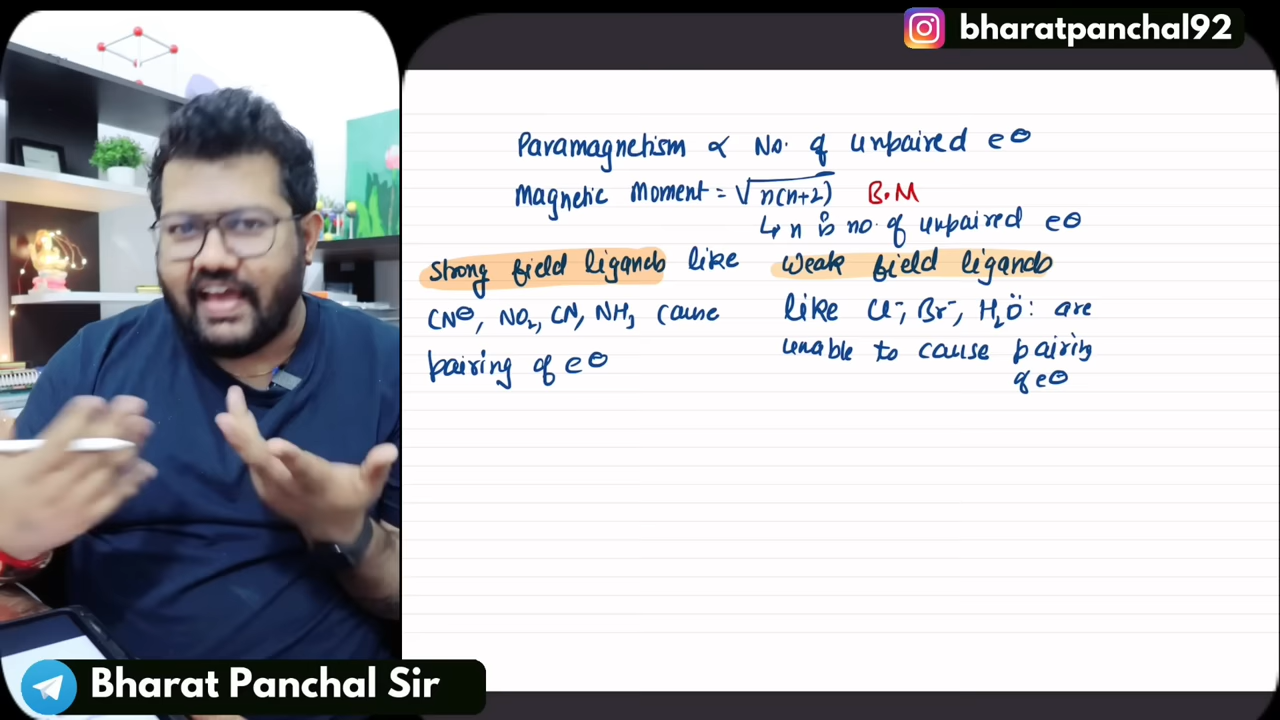 bharatpanchal92
Paramagnetism ∝ No. of unpaired e⊖
Magnetic Moment = √n(n+2) B.M
↳ n is no. of unpaired e⊖
Strong field ligands like
CN⊖, NO₂, CN, NH₃ cause
pairing of e⊖
Weak field ligands
like Cl⁻, Br⁻, H₂Ö: are
unable to cause pairing
of e⊖
Bharat Panchal Sir